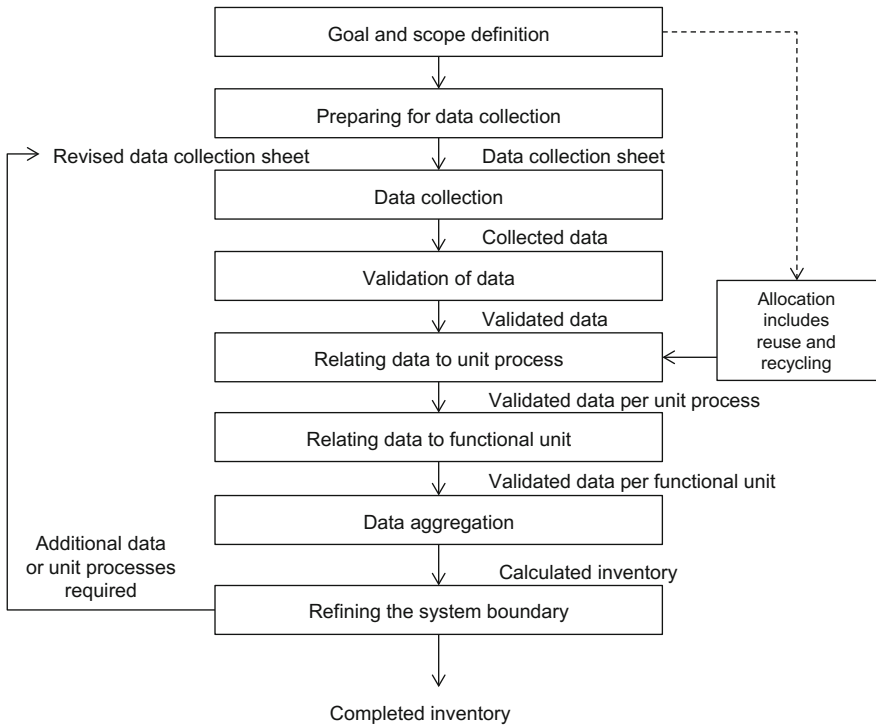 Goal and scope definition
Preparing for data collection
Revised data collection sheet
Data collection sheet
Data collection
Collected data
Validation of data
Validated data
Allocation
includes
reuse and
recycling
Relating data to unit process
Validated data per unit process
Relating data to functional unit
Validated data per functional unit
Data aggregation
Additional data
or unit processes
required
Calculated inventory
Refining the system boundary
Completed inventory